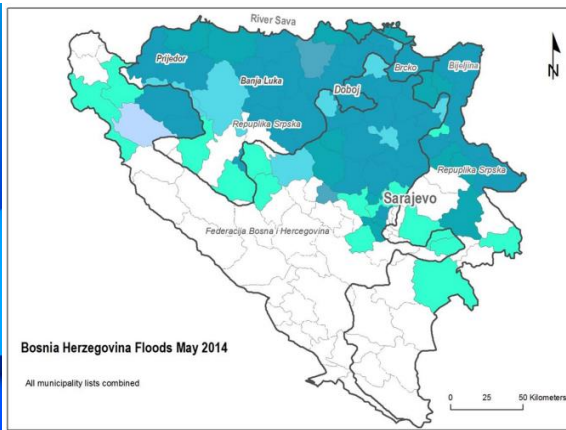 River Sava
N
Prijedor
Banja Luka
Doboj
Brcko
Bijeljina
Republika Srpska
Republika Srpska
Sarajevo
Federacija Bosna i Hercegovina
Bosnia Herzegovina Floods May 2014
All municipality lists combined
0 25 50 Kilometers